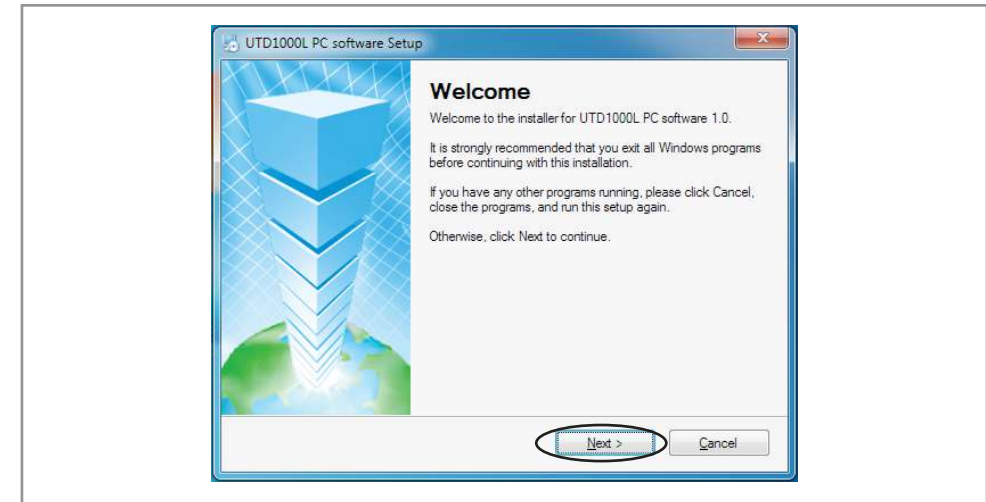 UTD1000L PC software Setup
Welcome
Welcome to the installer for UTD1000L PC software 1.0.
It is strongly recommended that you exit all Windows programs
before continuing with this installation.
If you have any other programs running, please click Cancel,
close the programs, and run this setup again.
Otherwise, click Next to continue.
Next >
Cancel